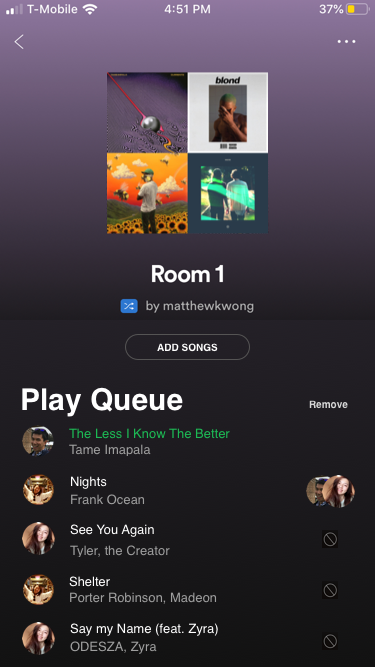 T-Mobile 4:51 PM 37%
blond
Room 1
by matthewkwong
ADD SONGS
Play Queue
Remove
The Less I Know The Better
Tame Imapala
Nights
Frank Ocean
See You Again
Tyler, the Creator
Shelter
Porter Robinson, Madeon
Say my Name (feat. Zyra)
ODESZA, Zyra